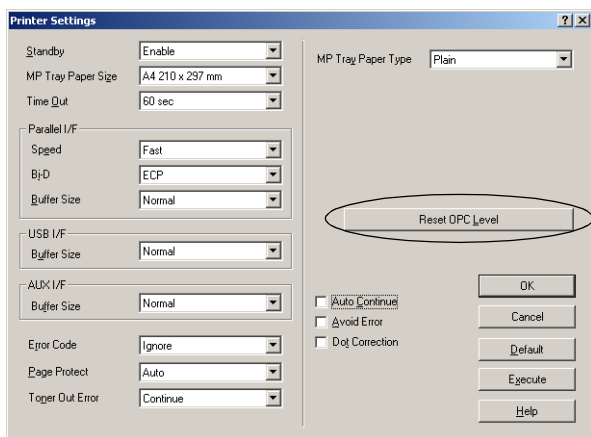 Printer Settings
Standby Enable
MP Tray Paper Size A4 210 x 297 mm
Time Out 60 sec
Parallel I/F
Speed Fast
Bi-D ECP
Buffer Size Normal
USB I/F
Buffer Size Normal
AUX I/F
Buffer Size Normal
Error Code Ignore
Page Protect Auto
Toner Out Error Continue
MP Tray Paper Type Plain
Reset OPC Level
Auto Continue
Avoid Error
Dot Correction
OK
Cancel
Default
Execute
Help